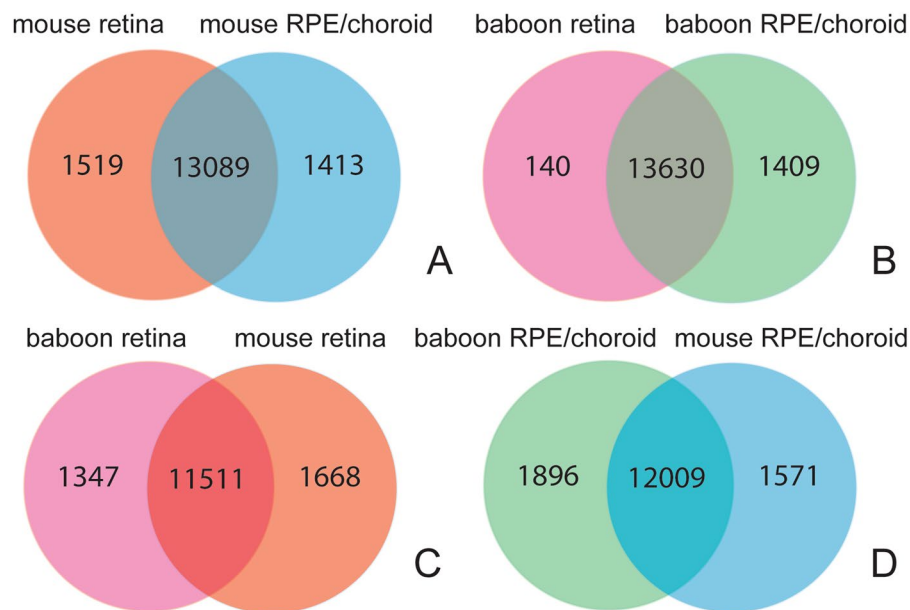 mouse retina mouse RPE/choroid
1519 13089 1413
A
baboon retina baboon RPE/choroid
140 13630 1409
B
baboon retina mouse retina
1347 11511 1668
C
baboon RPE/choroid mouse RPE/choroid
1896 12009 1571
D